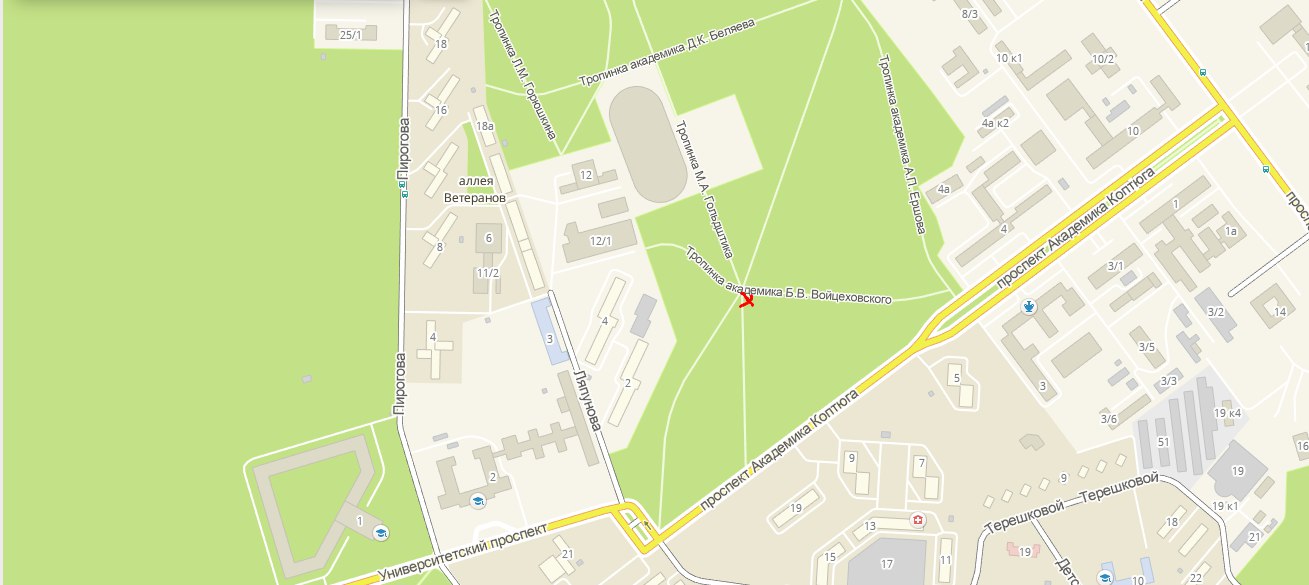 8/3
25/1
18
Тропинка Л.М. Горюшкина
Тропинка академика Д.К. Беляева
Тропинка академика А.П. Ершова
10 к1
10/2
16
18а
4а к2
10
Пирогова
Тропинка М.А. Гольдштика
12
аллея
Ветеранов
4а
проспект Академика Коптюга
1
1а
8
6
12/1
4
11/2
Тропинка академика Б.В. Войцеховского
3/1
3/2
14
4
3
4
2
3/5
3
Пирогова
Ляпунова
5
3/3
3/6
проспект Академика Коптюга
19 к4
51
16
2
9
7
9
19
Терешковой
Терешковой
19
19 к1
1
13
18
21
Университетский проспект
21
15
17
11
19
22
10